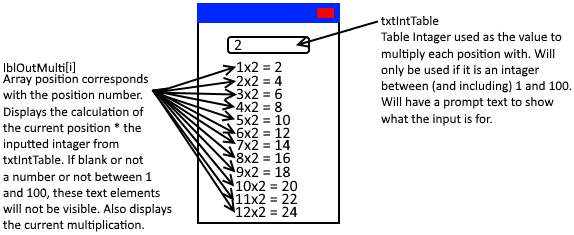 txtIntTable
Table Intager used as the value to
multiply each position with. Will
only be used if it is an intager
between (and including) 1 and 100.
Will have a prompt text to show
what the input is for.
2
lblOutMulti[i]
Array position corresponds
with the position number.
Displays the calculation of
the current position * the
inputted intager from
txtIntTable. If blank or not
a number or not between 1
and 100, these text elements
will not be visible. Also displays
the current multiplication.
1x2 = 2
2x2 = 4
3x2 = 6
4x2 = 8
5x2 = 10
6x2 = 12
7x2 = 14
8x2 = 16
9x2 = 18
10x2 = 20
11x2 = 22
12x2 = 24